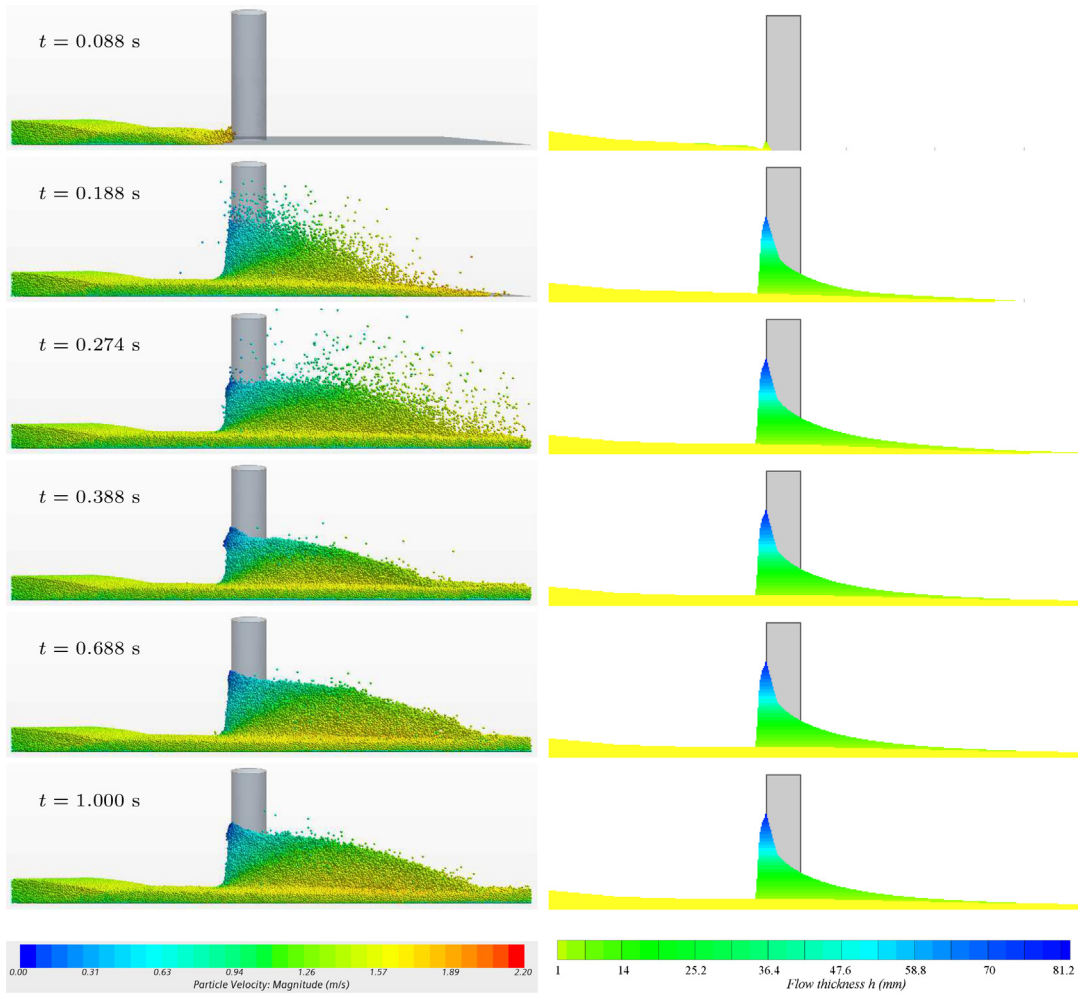 t = 0.088 s
t = 0.188 s
t = 0.274 s
t = 0.388 s
t = 0.688 s
t = 1.000 s
0.00 0.31 0.63 0.94 1.26 1.57 1.89 2.20
Particle Velocity: Magnitude (m/s)
1 14 25.2 36.4 47.6 58.8 70 81.2
Flow thickness h (mm)